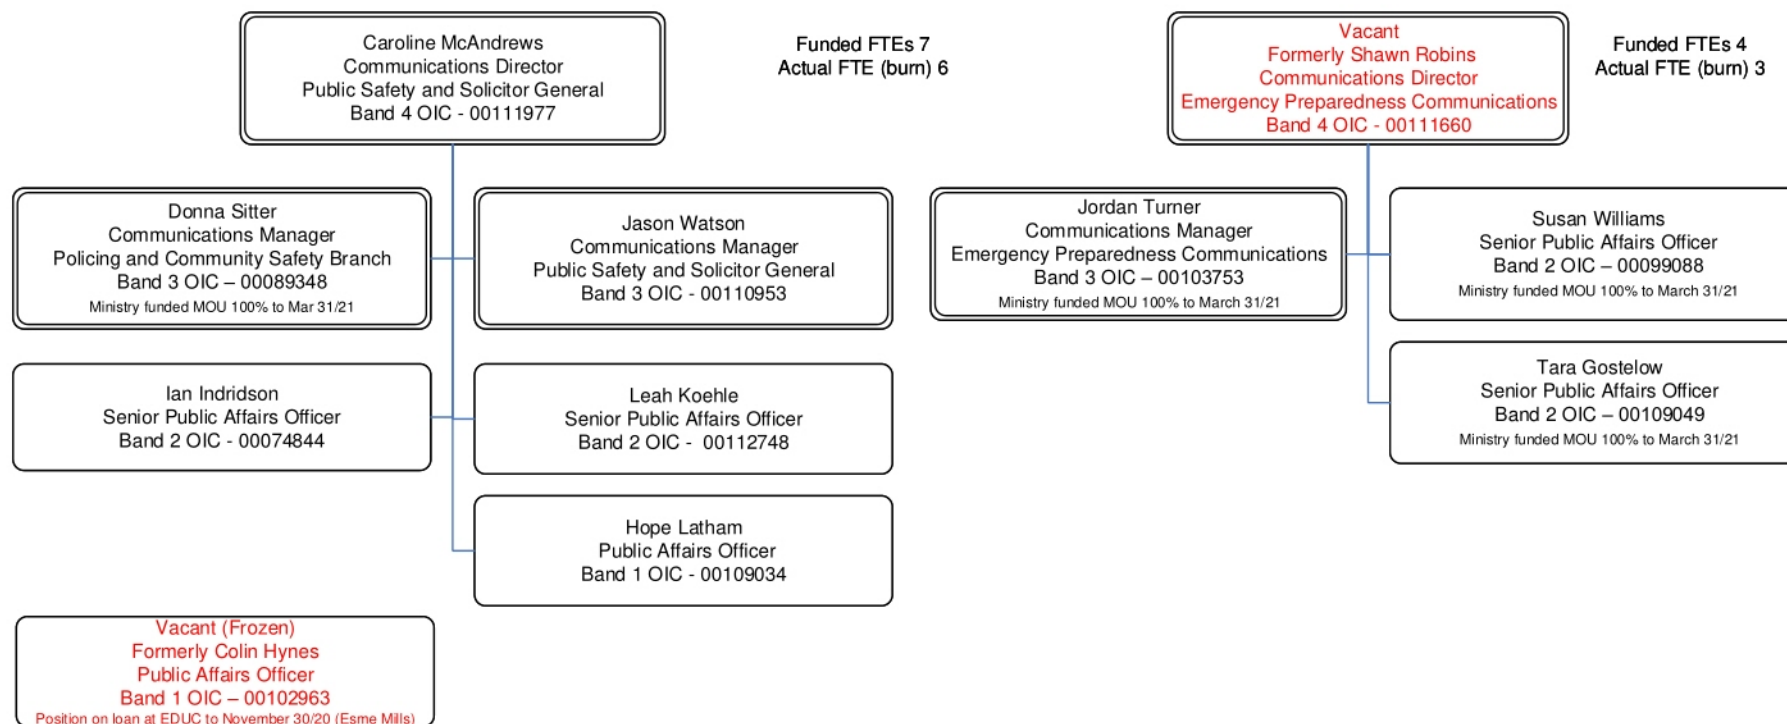 Caroline McAndrews
Communications Director
Public Safety and Solicitor General
Band 4 OIC - 00111977
Funded FTEs 7
Actual FTE (burn) 6
Vacant
Formerly Shawn Robins
Communications Director
Emergency Preparedness Communications
Band 4 OIC - 00111660
Funded FTEs 4
Actual FTE (burn) 3
Donna Sitter
Communications Manager
Policing and Community Safety Branch
Band 3 OIC – 00089348
Ministry funded MOU 100% to Mar 31/21
Jason Watson
Communications Manager
Public Safety and Solicitor General
Band 3 OIC - 00110953
Jordan Turner
Communications Manager
Emergency Preparedness Communications
Band 3 OIC – 00103753
Ministry funded MOU 100% to March 31/21
Susan Williams
Senior Public Affairs Officer
Band 2 OIC – 00099088
Ministry funded MOU 100% to March 31/21
Ian Indridson
Senior Public Affairs Officer
Band 2 OIC - 00074844
Leah Koehle
Senior Public Affairs Officer
Band 2 OIC -  00112748
Tara Gostelow
Senior Public Affairs Officer
Band 2 OIC – 00109049
Ministry funded MOU 100% to March 31/21
Hope Latham
Public Affairs Officer
Band 1 OIC - 00109034
Vacant (Frozen)
Formerly Colin Hynes
Public Affairs Officer
Band 1 OIC – 00102963
Position on loan at EDUC to November 30/20 (Esme Mills)